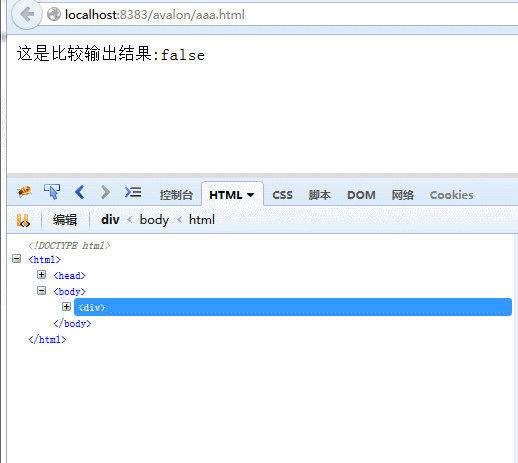 localhost:8383/avalon/aaa.html
这是比较输出结果:false
控制台 HTML CSS 脚本 DOM 网络 Cookies
编辑 div < body < html
<!DOCTYPE html>
<html>
<head>
<body>
<div>
</body>
</html>